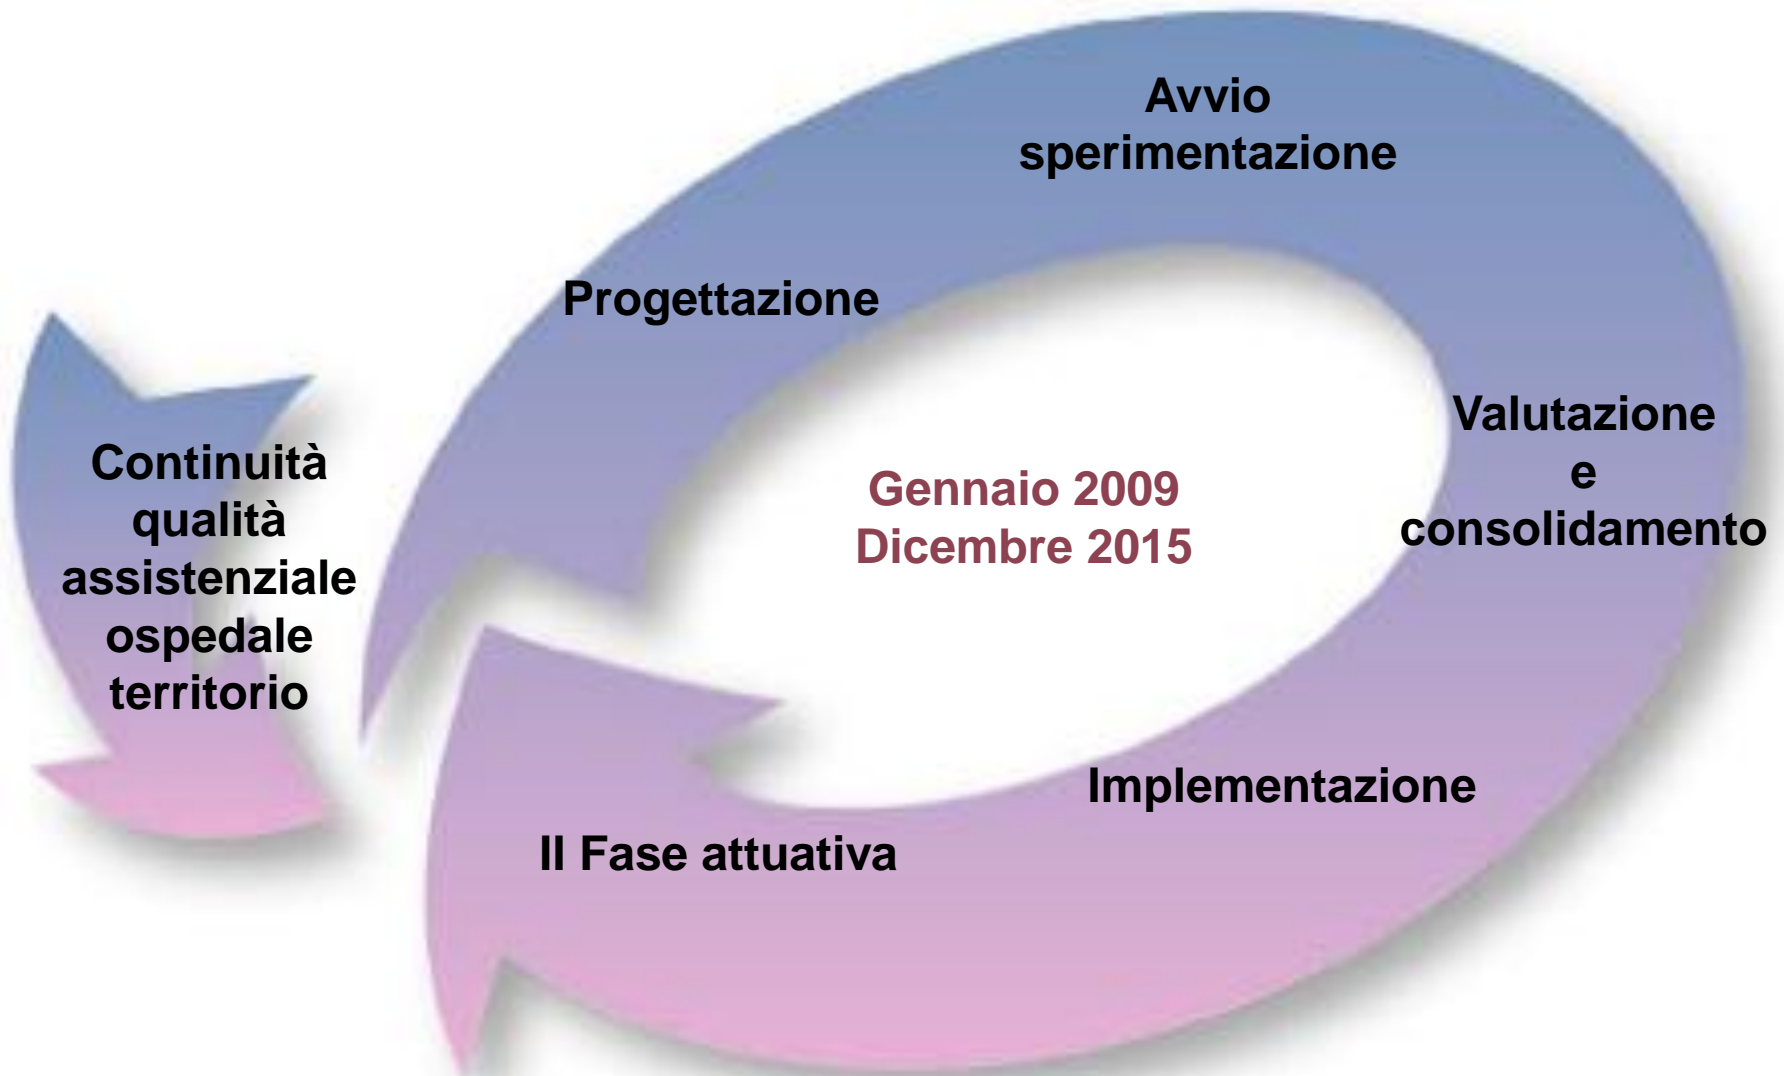 Avvio
sperimentazione
Progettazione
Continuità
qualità
assistenziale
ospedale
territorio
Gennaio 2009
Dicembre 2015
Valutazione
e
consolidamento
Implementazione
II Fase attuativa